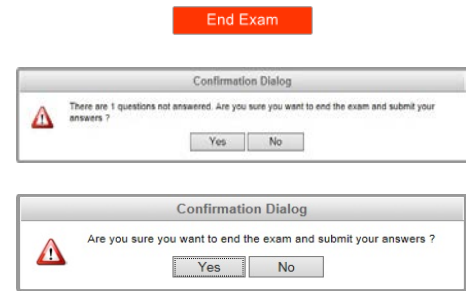 End Exam
Confirmation Dialog
There are 1 questions not answered. Are you sure you want to end the exam and submit your
answers ?
Yes No
Confirmation Dialog
Are you sure you want to end the exam and submit your answers ?
Yes No